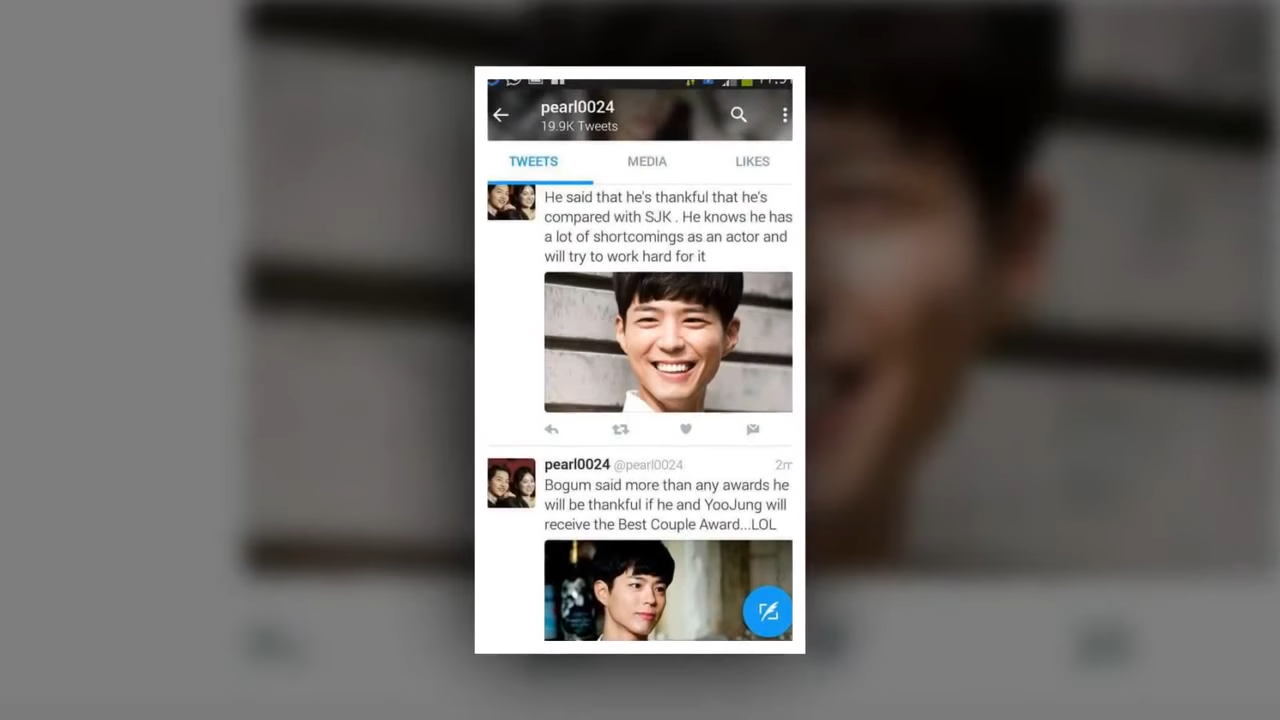 pearl0024
19.9K Tweets
TWEETS MEDIA LIKES
He said that he's thankful that he's
compared with SJK . He knows he has
a lot of shortcomings as an actor and
will try to work hard for it
pearl0024 @pearl0024
Bogum said more than any awards he
will be thankful if he and YooJung will
receive the Best Couple Award...LOL